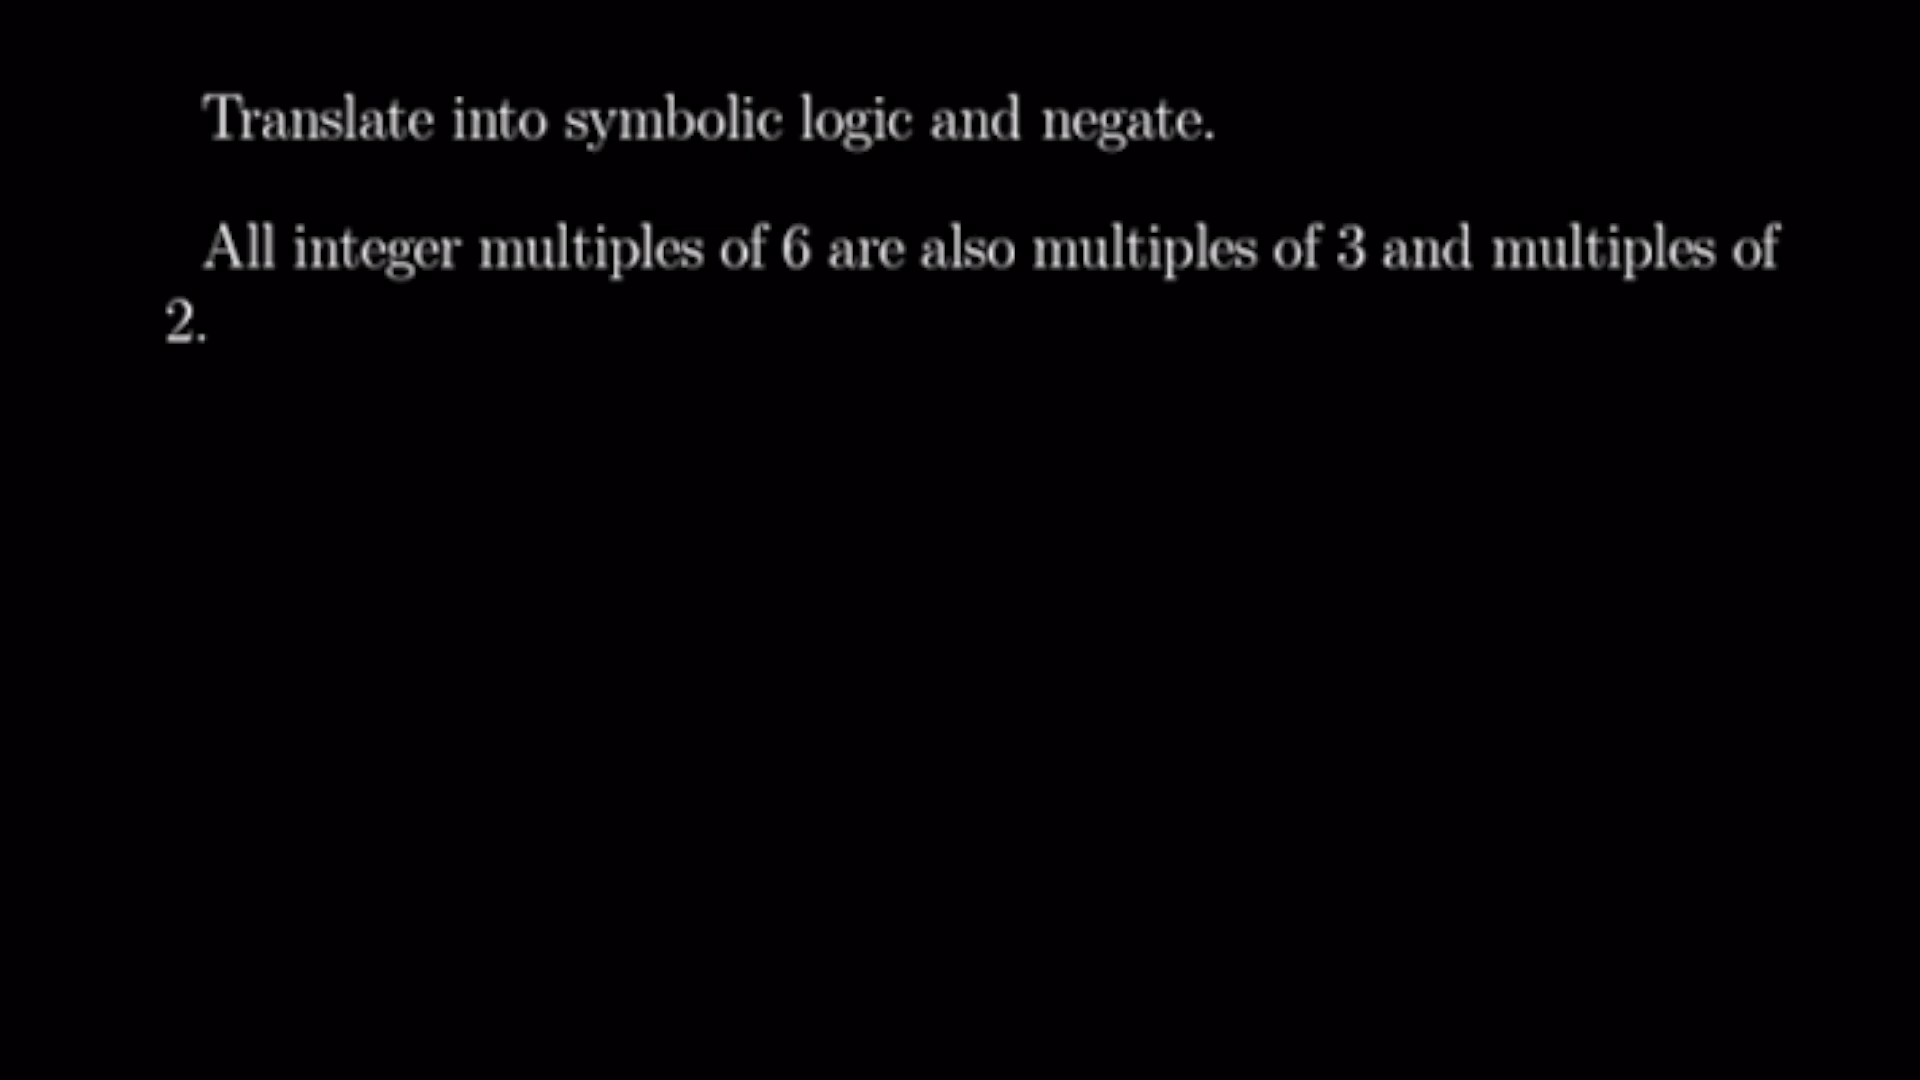 Translate into symbolic logic and negate.
All integer multiples of 6 are also multiples of 3 and multiples of
2.